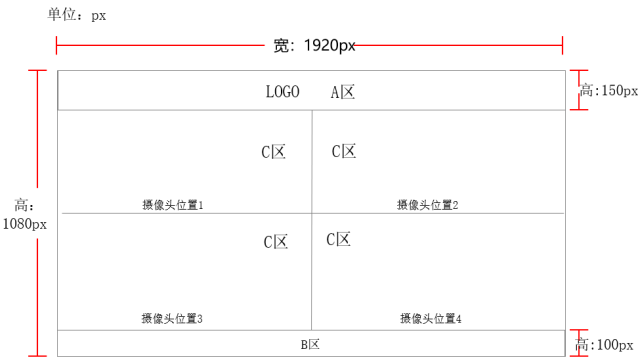 单位：px
宽：1920px
LOGO A区
高:150px
C区 C区
高：
1080px
摄像头位置1 摄像头位置2
C区 C区
摄像头位置3 摄像头位置4
B区
高:100px